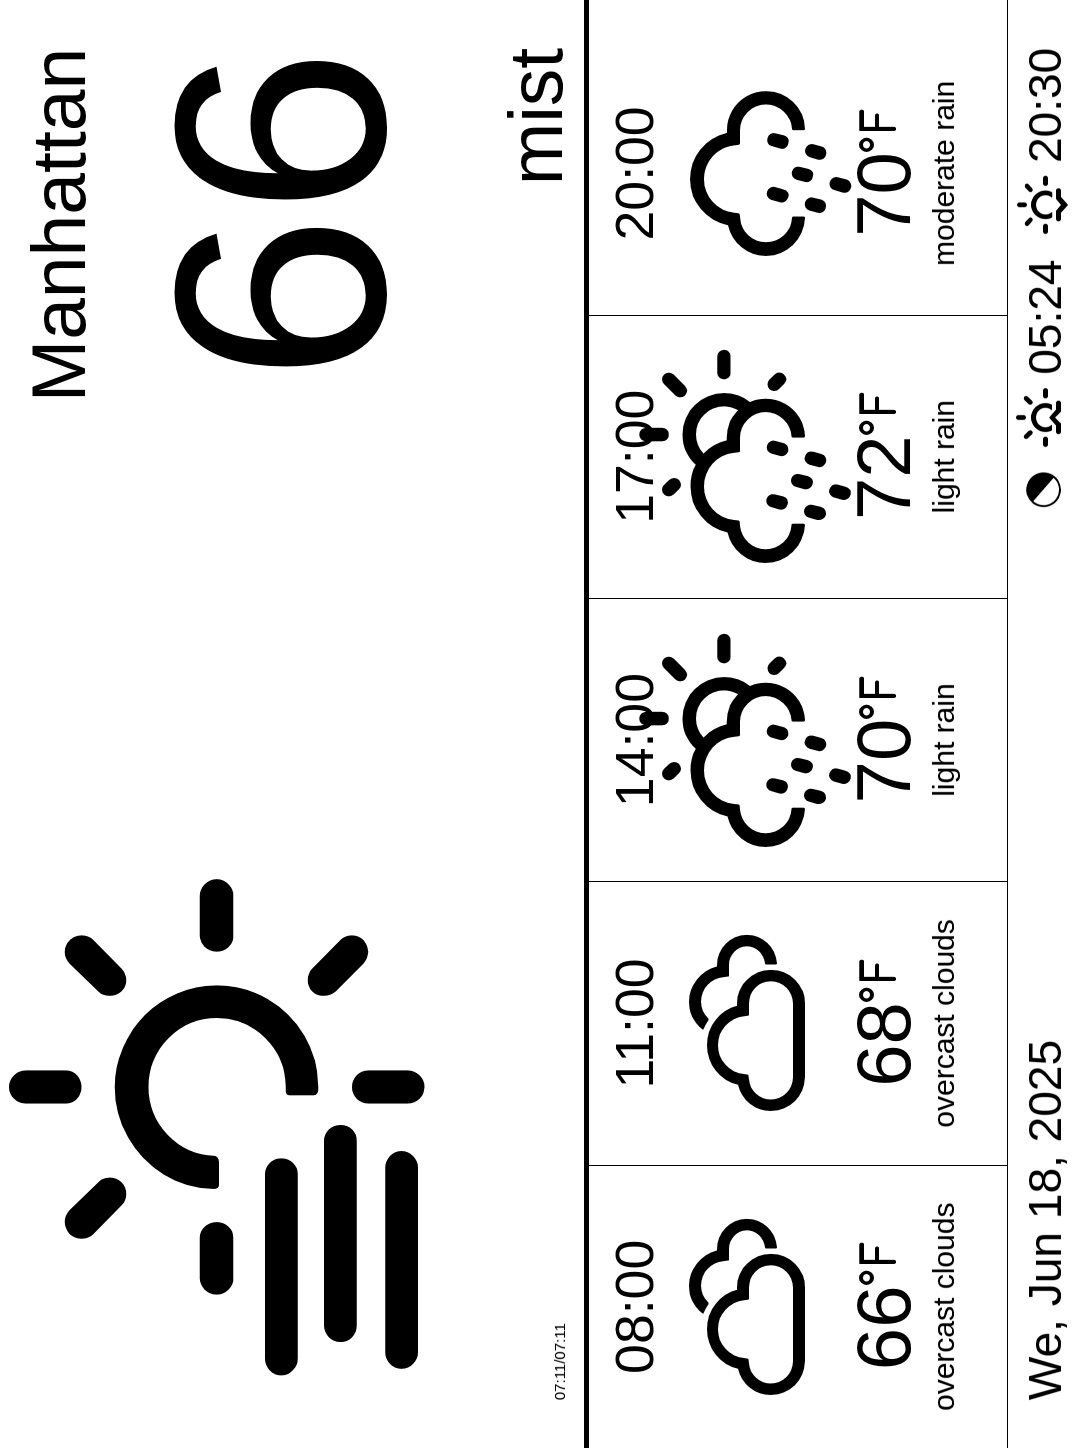 Manhattan
66
mist
07:11/07:11
08:00
66°F
overcast clouds
11:00
68°F
overcast clouds
14:00
70°F
light rain
17:00
72°F
light rain
20:00
70°F
moderate rain
We, Jun 18, 2025
05:24
20:30